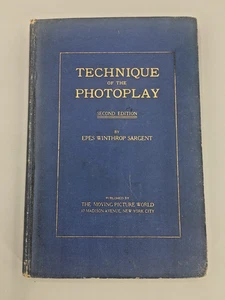 TECHNIQUE
OF THE
PHOTOPLAY
SECOND EDITION
BY
EPES WINTHROP SARGENT
PUBLISHED BY
THE MOVING PICTURE WORLD
17 MADISON AVENUE, NEW YORK CITY